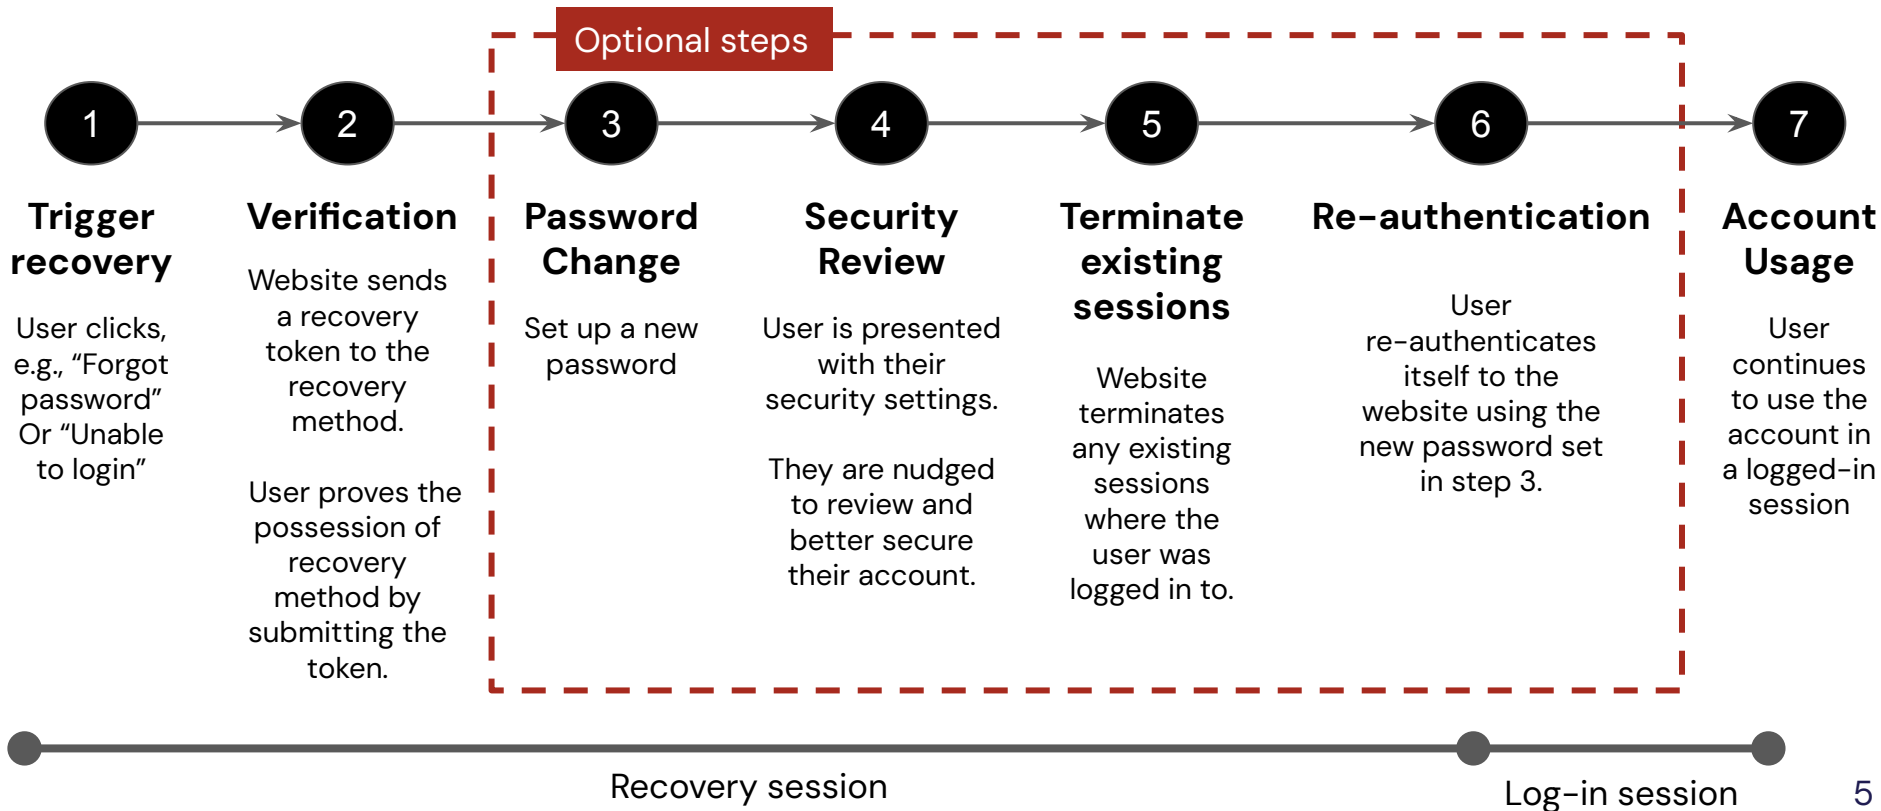 Optional steps
1
2
3
4
5
6
7
Trigger
recovery
User clicks,
e.g., “Forgot
password”
Or “Unable
to login”
Verification
Website sends
a recovery
token to the
recovery
method.
User proves the
possession of
recovery
method by
submitting the
token.
Password
Change
Set up a new
password
Security
Review
User is presented
with their
security settings.
They are nudged
to review and
better secure
their account.
Terminate
existing
sessions
Website
terminates
any existing
sessions
where the
user was
logged in to.
Re-authentication
User
re-authenticates
itself to the
website using the
new password set
in step 3.
Account
Usage
User
continues
to use the
account in
a logged-in
session
Recovery session
Log-in session
5